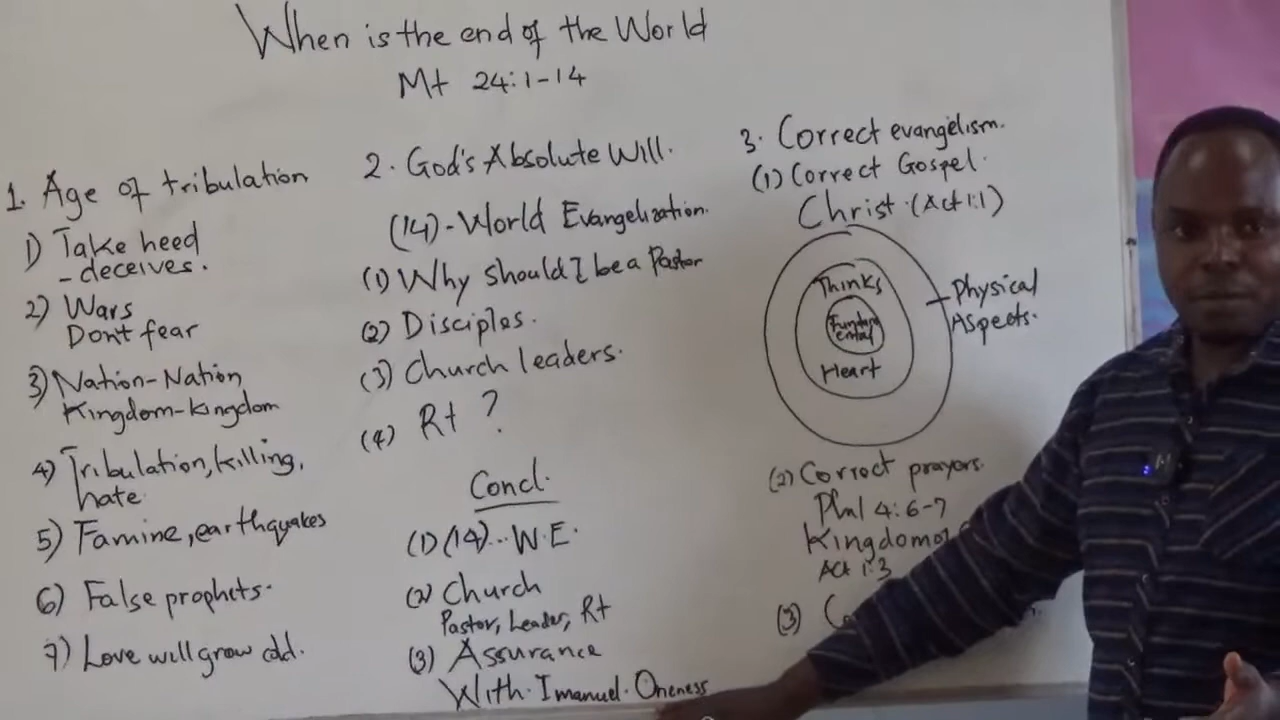 When is the end of the World
Mt 24:1-14
1. Age of tribulation
1) Take heed
- deceives.
2) Wars
Dont fear
3) Nation-Nation
Kingdom-kingdom
4) Tribulation, killing,
hate
5) Famine, earthquakes
6) False prophets.
7) Love will grow cold.
2. God's Absolute Will.
(14)-World Evangelization.
(1) Why should I be a Pastor
(2) Disciples.
(3) Church leaders.
(4) Rt ?
Concl.
(1) (14)... W.E.
(2) Church
Pastor, Leader, Rt
(3) Assurance
With. Imanuel. Oneness
3. Correct evangelism.
(1) Correct Gospel.
Christ. (Act 1:1)
Thinks
Fundam
ental
Heart
Physical
Aspects.
(2) Correct prayers.
Phal 4:6-7
Kingdom of
Act 1:3
(3)